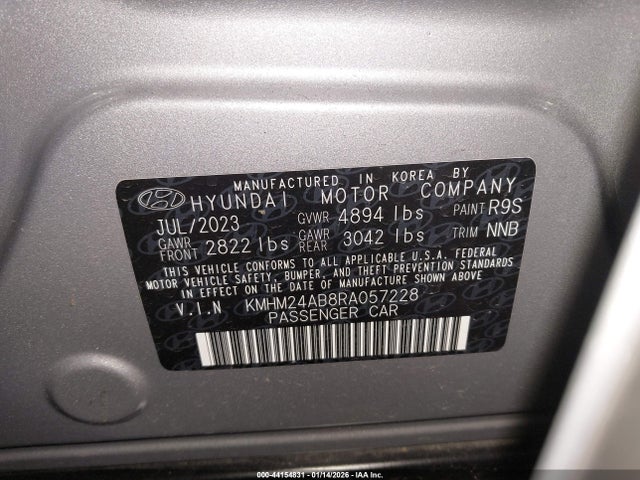 MANUFACTURED IN KOREA BY
HYUNDAI MOTOR COMPANY
JUL/2023 GVWR 4894 lbs PAINT R9S
GAWR FRONT 2822 lbs GAWR REAR 3042 lbs TRIM NNB
THIS VEHICLE CONFORMS TO ALL APPLICABLE U.S.A. FEDERAL
MOTOR VEHICLE SAFETY, BUMPER, AND THEFT PREVENTION STANDARDS
IN EFFECT ON THE DATE OF MANUFACTURE SHOWN ABOVE.
V.I.N KMHM24AB8RA057228
PASSENGER CAR
000-44154831 - 01/14/2026 - IAA Inc.